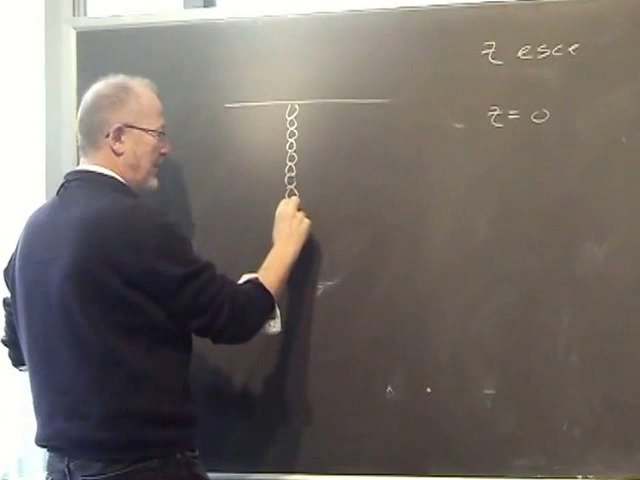 z esce
z = 0